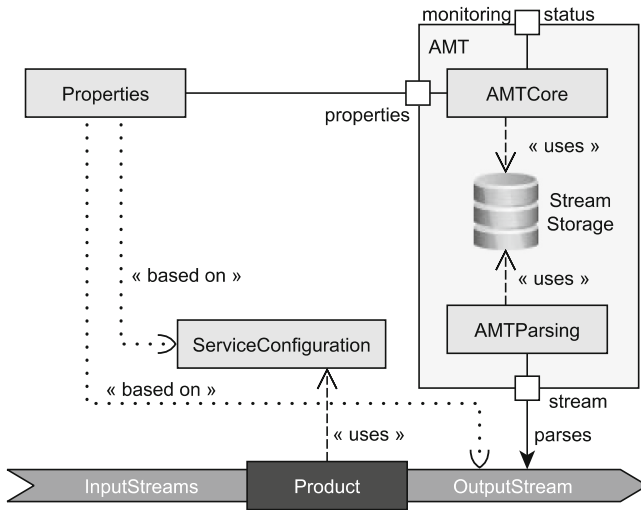 monitoring status
AMT
Properties
AMTCore
properties
« uses »
Stream
Storage
« based on »
« uses »
ServiceConfiguration
AMTParsing
« based on »
stream
« uses »
parses
InputStreams
Product
OutputStream